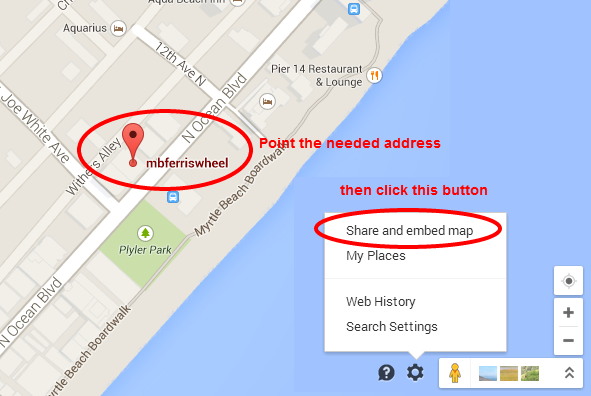 Aqua Beach Inn
Aquarius
12th Ave N
Pier 14 Restaurant
& Lounge
N Ocean Blvd
Joe White Ave
Point the needed address
Withers Alley
mbferriswheel
then click this button
Myrtle Beach Boardwalk
Share and embed map
Plyler Park
My Places
N Ocean Blvd
Web History
Search Settings
Myrtle Beach Boardwalk